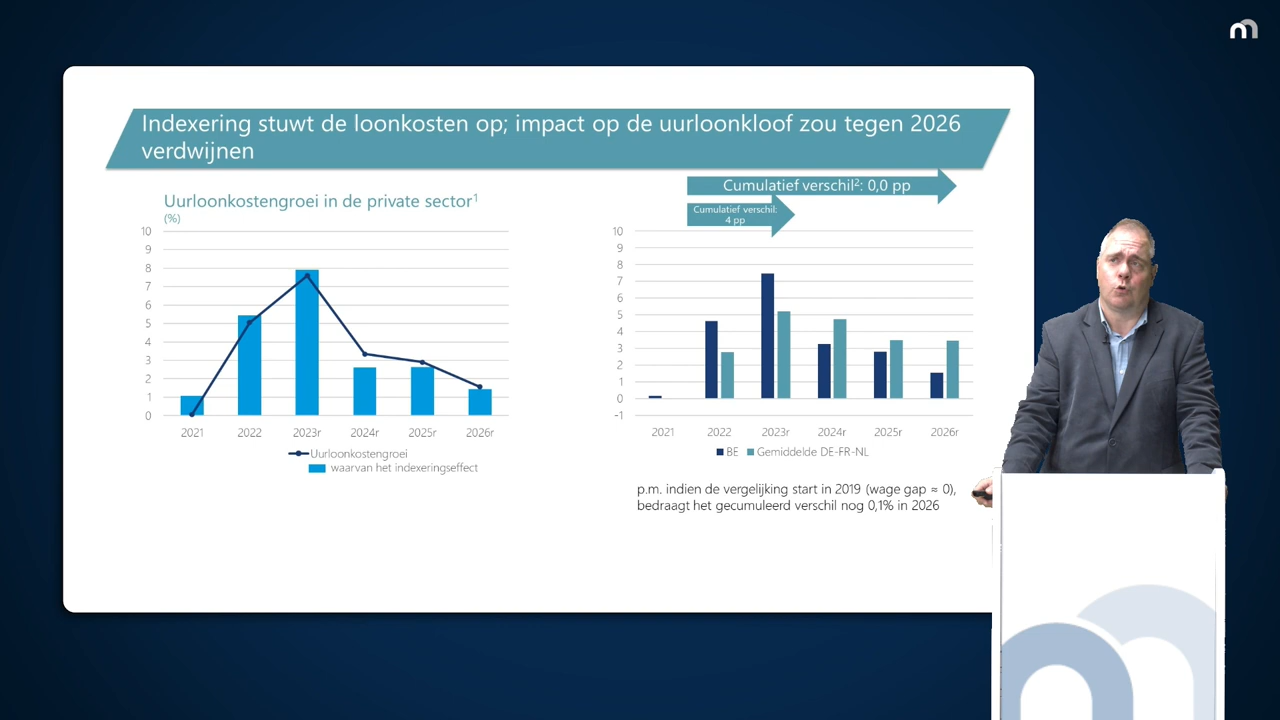 Indexering stuwt de loonkosten op; impact op de uurloonkloof zou tegen 2026
verdwijnen
Uurloonkostengroei in de private sector¹
(%)
10
9
8
7
6
5
4
3
2
1
0
2021 2022 2023r 2024r 2025r 2026r
Uurloonkostengroei
waarvan het indexeringseffect
Cumulatief verschil²: 0,0 pp
Cumulatief verschil:
4 pp
10
9
8
7
6
5
4
3
2
1
0
-1
2021 2022 2023r 2024r 2025r 2026r
BE Gemiddelde DE-FR-NL
p.m. indien de vergelijking start in 2019 (wage gap ≈ 0),
bedraagt het gecumuleerd verschil nog 0,1% in 2026